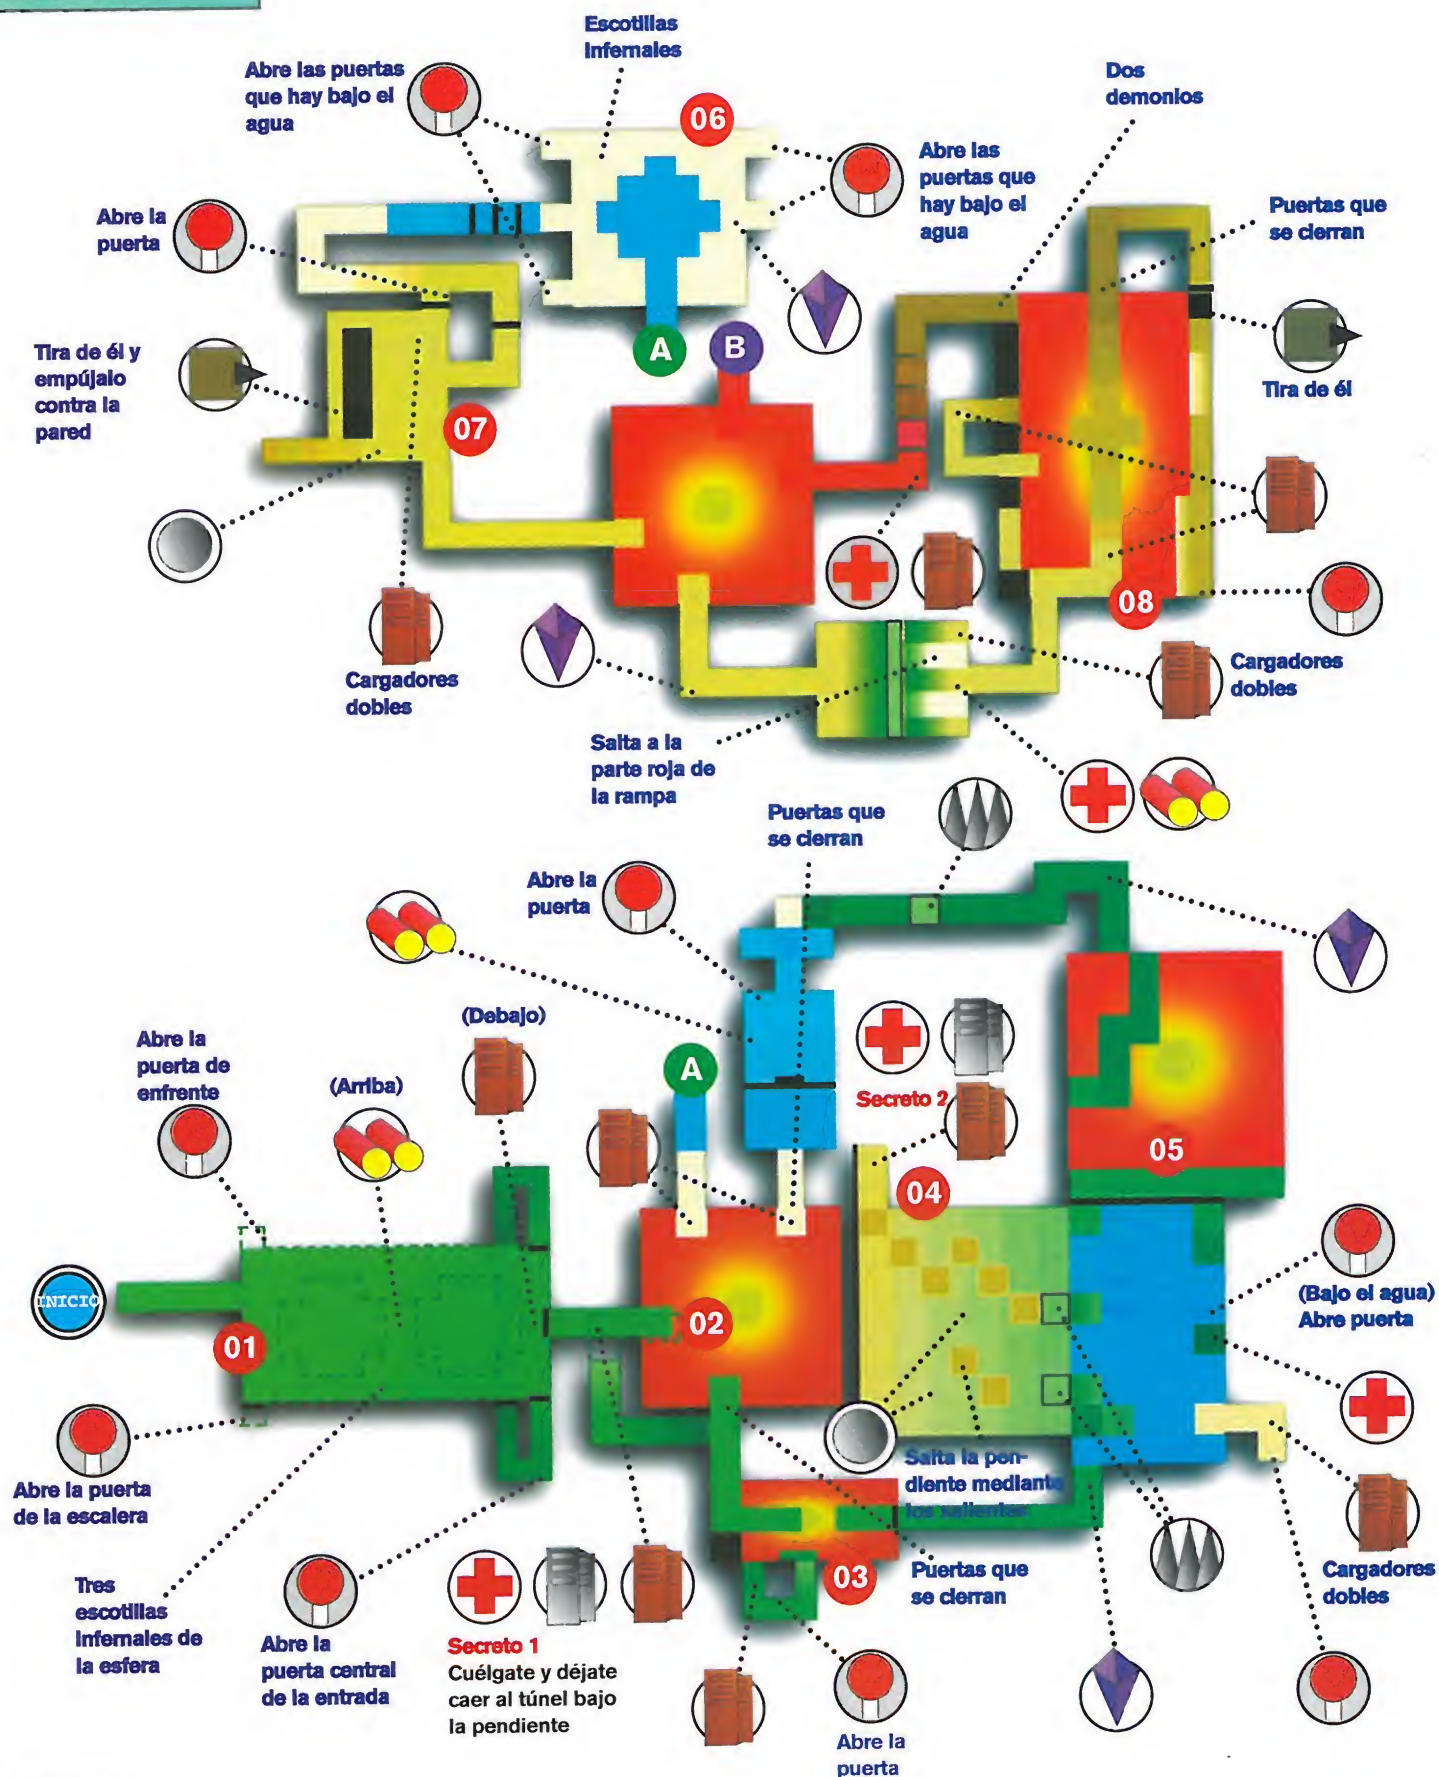 Escotillas
Infernales
Abre las puertas
que hay bajo el
agua
Dos
demonios
06
Abre las
puertas que
hay bajo el
agua
Puertas que
se cierran
Abre la
puerta
A
B
Tira de él y
empújalo
contra la
pared
Tira de él
07
08
Cargadores
dobles
Cargadores
dobles
Salta a la
parte roja de
la rampa
Puertas que
se cierran
Abre la
puerta
(Debajo)
Abre la
puerta de
enfrente
(Arriba)
A
Secreto 2
05
04
INICIO
01
02
(Bajo el agua)
Abre puerta
Abre la puerta
de la escalera
Salta la pen-
diente mediante
los salientes
Tres
escotillas
infernales de
la esfera
Abre la
puerta central
de la entrada
Secreto 1
Cuélgate y déjate
caer al túnel bajo
la pendiente
03
Puertas que
se cierran
Cargadores
dobles
Abre la
puerta